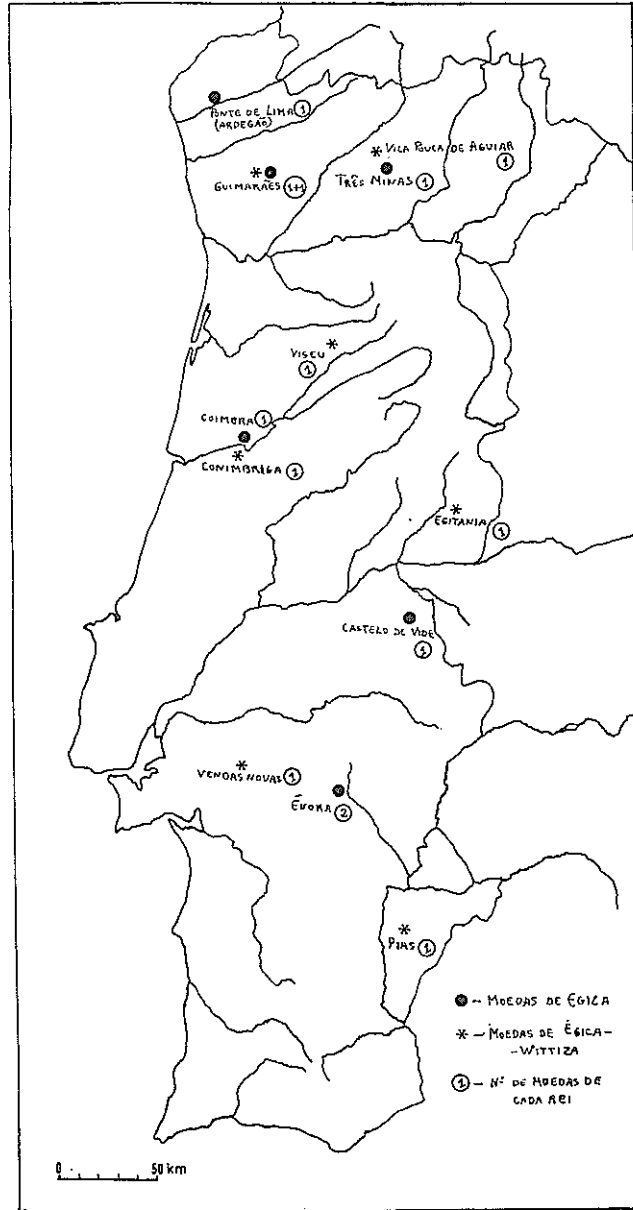 PONTE DE LIMA 1
(ARDEGÃO)
VILA POUCA DE AGUIAR
1
GUIMARÃES 1+1
TRÊS MINAS 1
VISEU
1
COIMBRA 1
CONIMBRIGA 1
EGITANIA
1
CASTELO DE VIDE
1
VENDAS NOVAS 1
ÉVORA 2
PIAS 1
- MOEDAS DE EGICA
* - MOEDAS DE ÉGICA-
-WITTIZA
1 - Nº DE MOEDAS DE
CADA REI
0 50 km